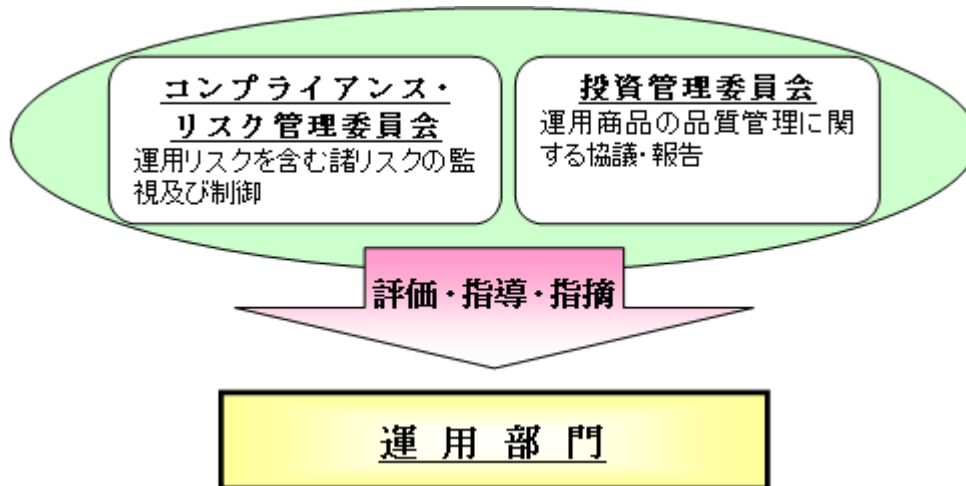 コンプライアンス・
リスク管理委員会
運用リスクを含む諸リスクの監
視及び制御
投資管理委員会
運用商品の品質管理に関
する協議・報告
評価・指導・指摘
運用部門